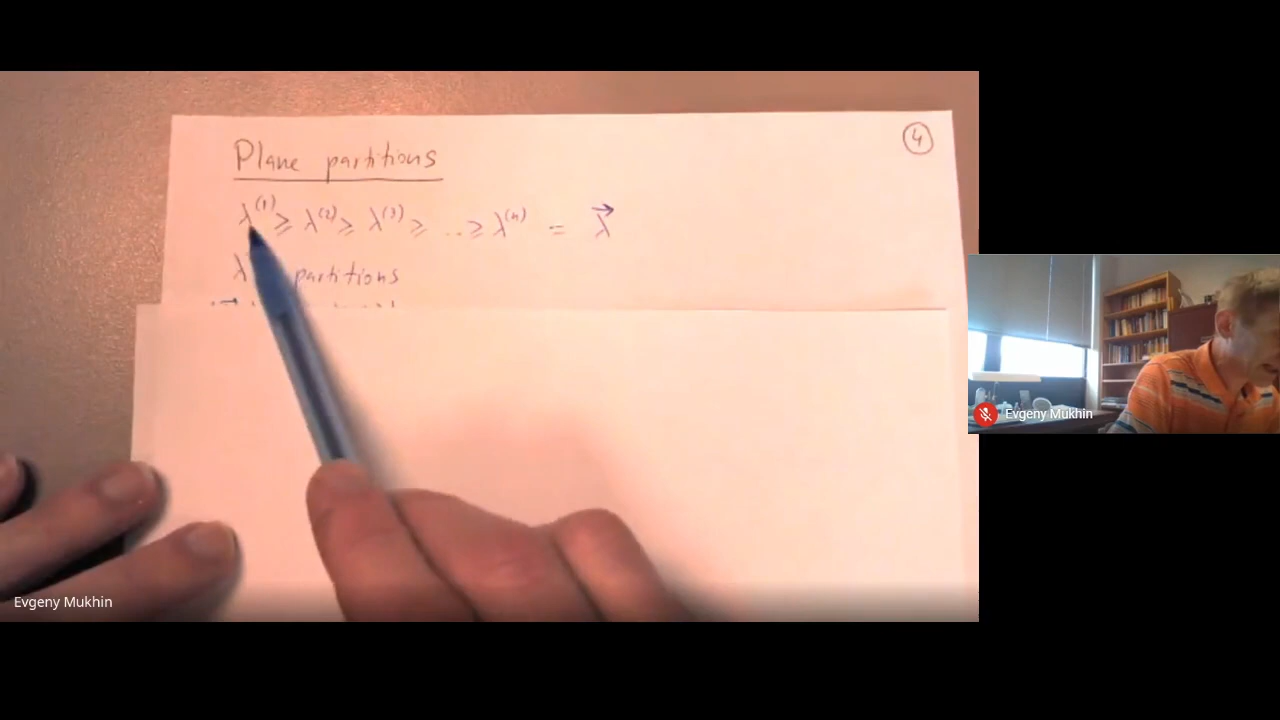 4
Plane partitions
λ⁽¹⁾ ≥ λ⁽²⁾ ≥ λ⁽³⁾ ≥ ... ≥ λ⁽ⁿ⁾ = λ⃗
λ partitions
Evgeny Mukhin
Evgeny Mukhin